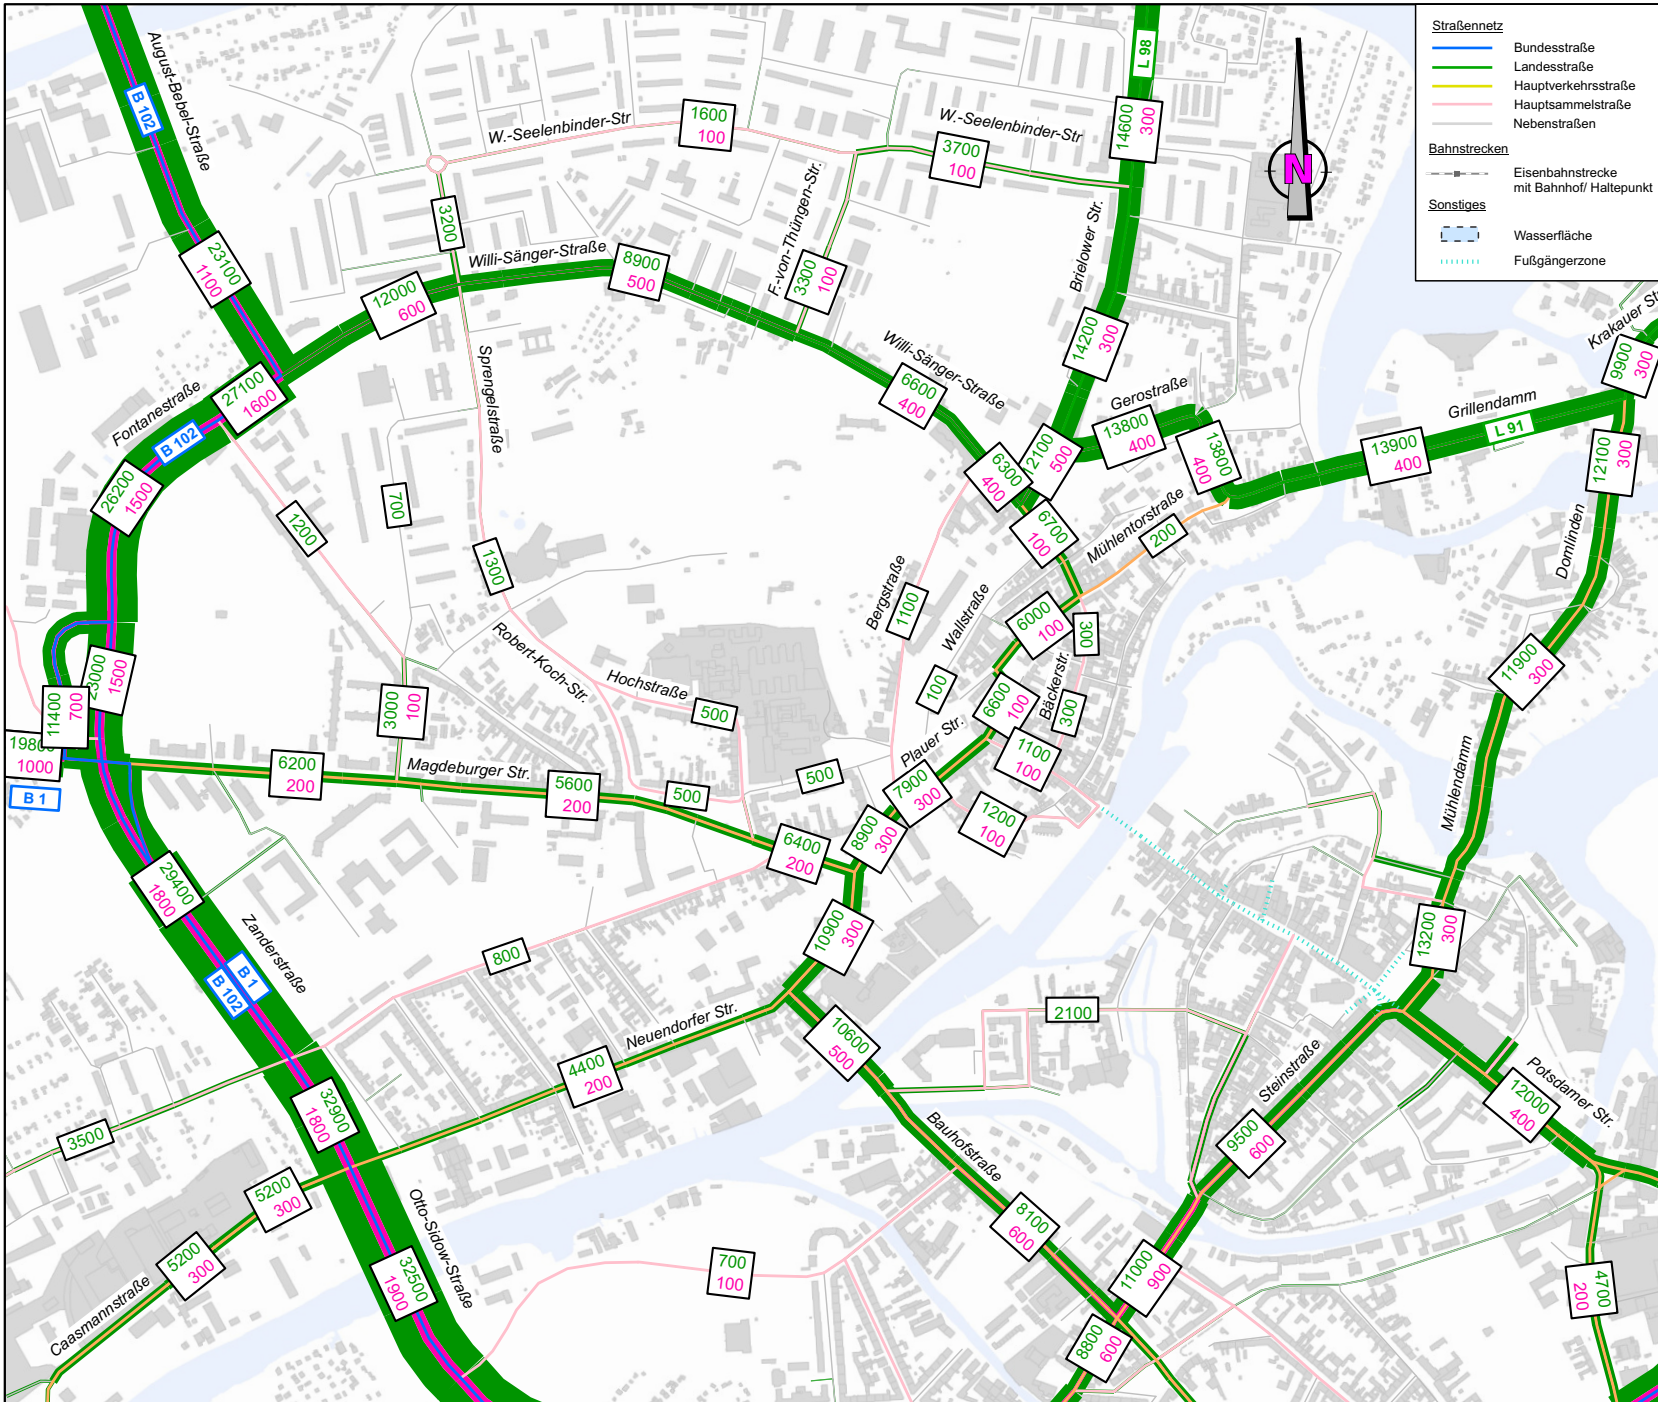 Straßennetz
Bundesstraße
Landesstraße
Hauptverkehrsstraße
Hauptsammelstraße
Nebenstraßen
Bahnstrecken
Eisenbahnstrecke
mit Bahnhof/ Haltepunkt
Sonstiges
Wasserfläche
Fußgängerzone
N
L 98
August-Bebel-Straße
B 102
W.-Seelenbinder-Str
1600
100
W.-Seelenbinder-Str
3700
100
14600
300
3200
F.-von-Thüngen-Str.
3300
100
Brielower Str.
23100
1100
Willi-Sänger-Straße
12000
600
8900
500
14200
300
Krakauer Str
9900
300
Fontanestraße
27100
1600
B 102
Sprengelstraße
Willi-Sänger-Straße
6600
400
Gerostraße
13800
400
13800
400
Grillendamm
L 91
13900
400
12100
300
26200
1500
700
1200
1300
6300
400
12100
500
6700
100
Mühlentorstraße
200
Domlinden
Bergstraße
1100
Wallstraße
6000
100
300
Bäckerstr.
300
100
6600
100
11900
300
Robert-Koch-Str.
Hochstraße
500
3000
100
23000
1500
11400
700
19800
1000
B 1
6200
200
Magdeburger Str.
5600
200
500
500
Plauer Str.
7900
300
1100
100
1200
100
Mühlendamm
6400
200
8900
300
29400
1800
Zanderstraße
B 1
B 102
800
10900
300
13200
300
Neuendorfer Str.
4400
200
10600
500
2100
Steinstraße
Potsdamer Str.
12000
400
3500
32900
1800
Bauhofstraße
9500
600
5200
300
5200
300
Otto-Sidow-Straße
8100
600
Caasmannstraße
32500
1900
700
100
11000
900
8800
600
4700
200